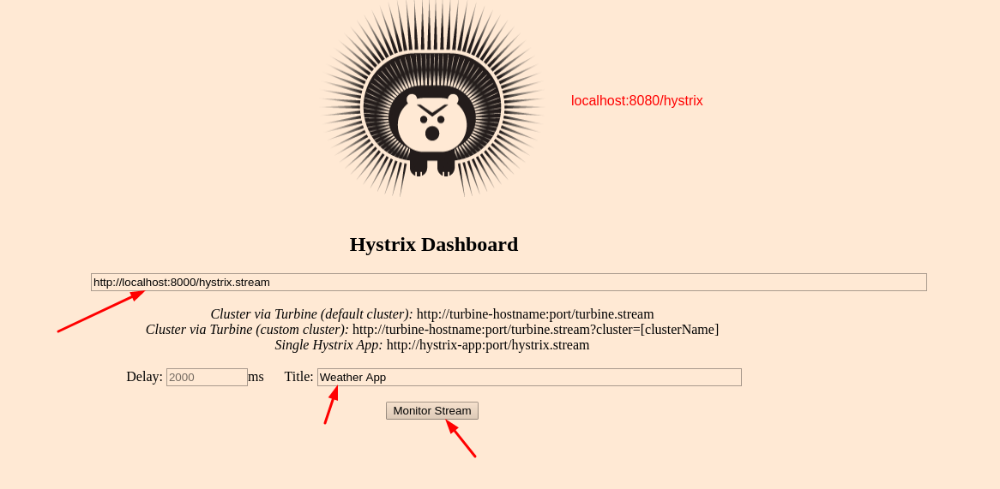 localhost:8080/hystrix
Hystrix Dashboard
http://localhost:8000/hystrix.stream
Cluster via Turbine (default cluster): http://turbine-hostname:port/turbine.stream
Cluster via Turbine (custom cluster): http://turbine-hostname:port/turbine.stream?cluster=[clusterName]
Single Hystrix App: http://hystrix-app:port/hystrix.stream
Delay: 2000 ms Title: Weather App
Monitor Stream